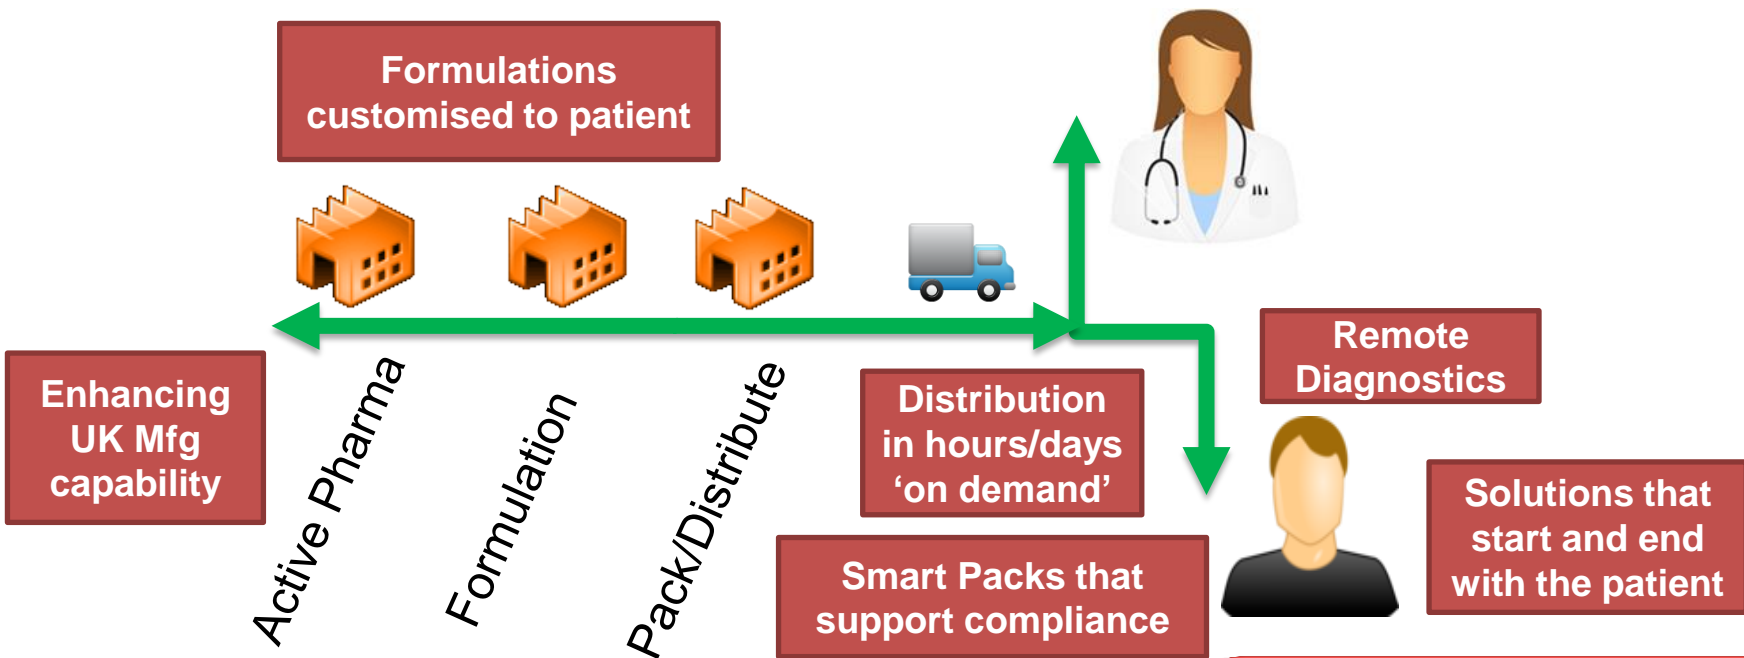 Formulations
customised to patient
Enhancing
UK Mfg
capability
Active Pharma
Formulation
Pack/Distribute
Distribution
in hours/days
‘on demand’
Remote
Diagnostics
Smart Packs that
support compliance
Solutions that
start and end
with the patient